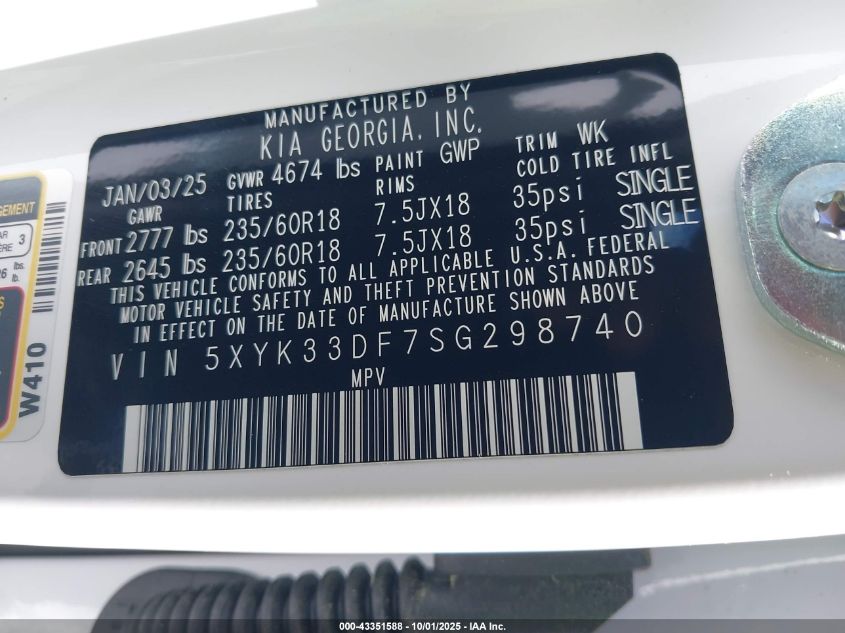 MANUFACTURED BY
KIA GEORGIA, INC.
JAN/03/25 GVWR 4674 lbs PAINT GWP TRIM WK
GAWR TIRES RIMS COLD TIRE INFL
FRONT 2777 lbs 235/60R18 7.5JX18 35psi SINGLE
REAR 2645 lbs 235/60R18 7.5JX18 35psi SINGLE
THIS VEHICLE CONFORMS TO ALL APPLICABLE U.S.A. FEDERAL
MOTOR VEHICLE SAFETY AND THEFT PREVENTION STANDARDS
IN EFFECT ON THE DATE OF MANUFACTURE SHOWN ABOVE
VIN 5XYK33DF7SG298740
MPV
3
lbs.
lb.
W410
000-43351588 - 10/01/2025 - IAA Inc.